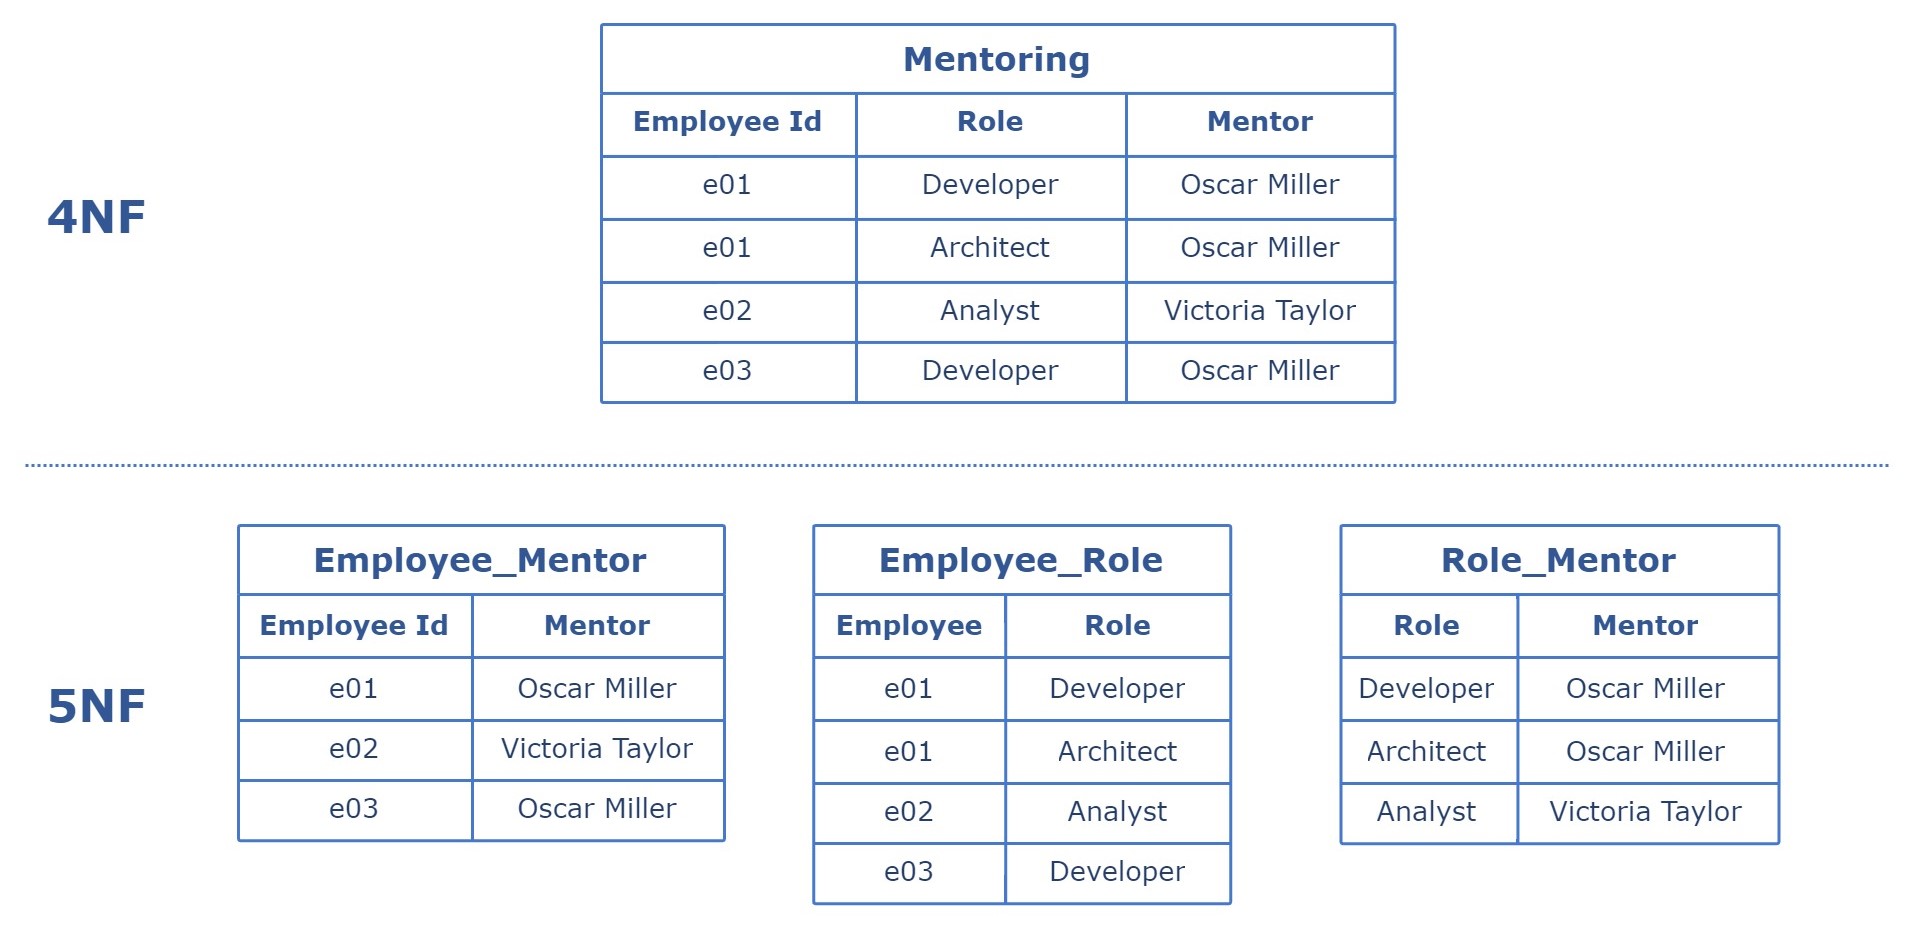 Mentoring
Employee Id Role Mentor
e01 Developer Oscar Miller
4NF
e01 Architect Oscar Miller
e02 Analyst Victoria Taylor
e03 Developer Oscar Miller
Employee_Mentor
Employee Id Mentor
e01 Oscar Miller
e02 Victoria Taylor
e03 Oscar Miller
Employee_Role
Employee Role
e01 Developer
e01 Architect
e02 Analyst
e03 Developer
Role_Mentor
Role Mentor
Developer Oscar Miller
Architect Oscar Miller
Analyst Victoria Taylor
5NF